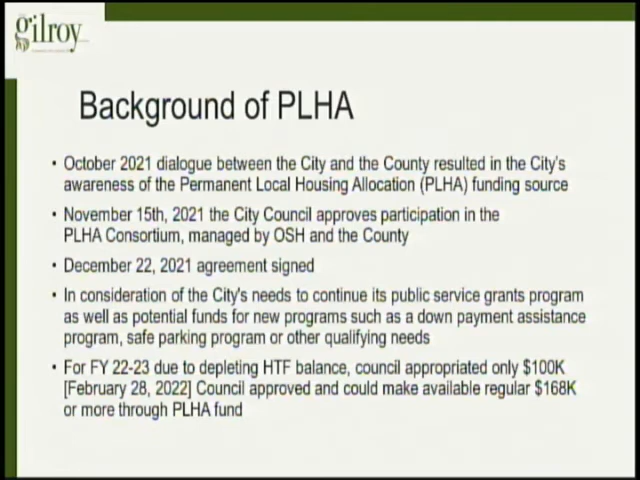 gilroy
Background of PLHA
• October 2021 dialogue between the City and the County resulted in the City's
awareness of the Permanent Local Housing Allocation (PLHA) funding source
• November 15th, 2021 the City Council approves participation in the
PLHA Consortium, managed by OSH and the County
• December 22, 2021 agreement signed
• In consideration of the City's needs to continue its public service grants program
as well as potential funds for new programs such as a down payment assistance
program, safe parking program or other qualifying needs
• For FY 22-23 due to depleting HTF balance, council appropriated only $100K
[February 28, 2022] Council approved and could make available regular $168K
or more through PLHA fund